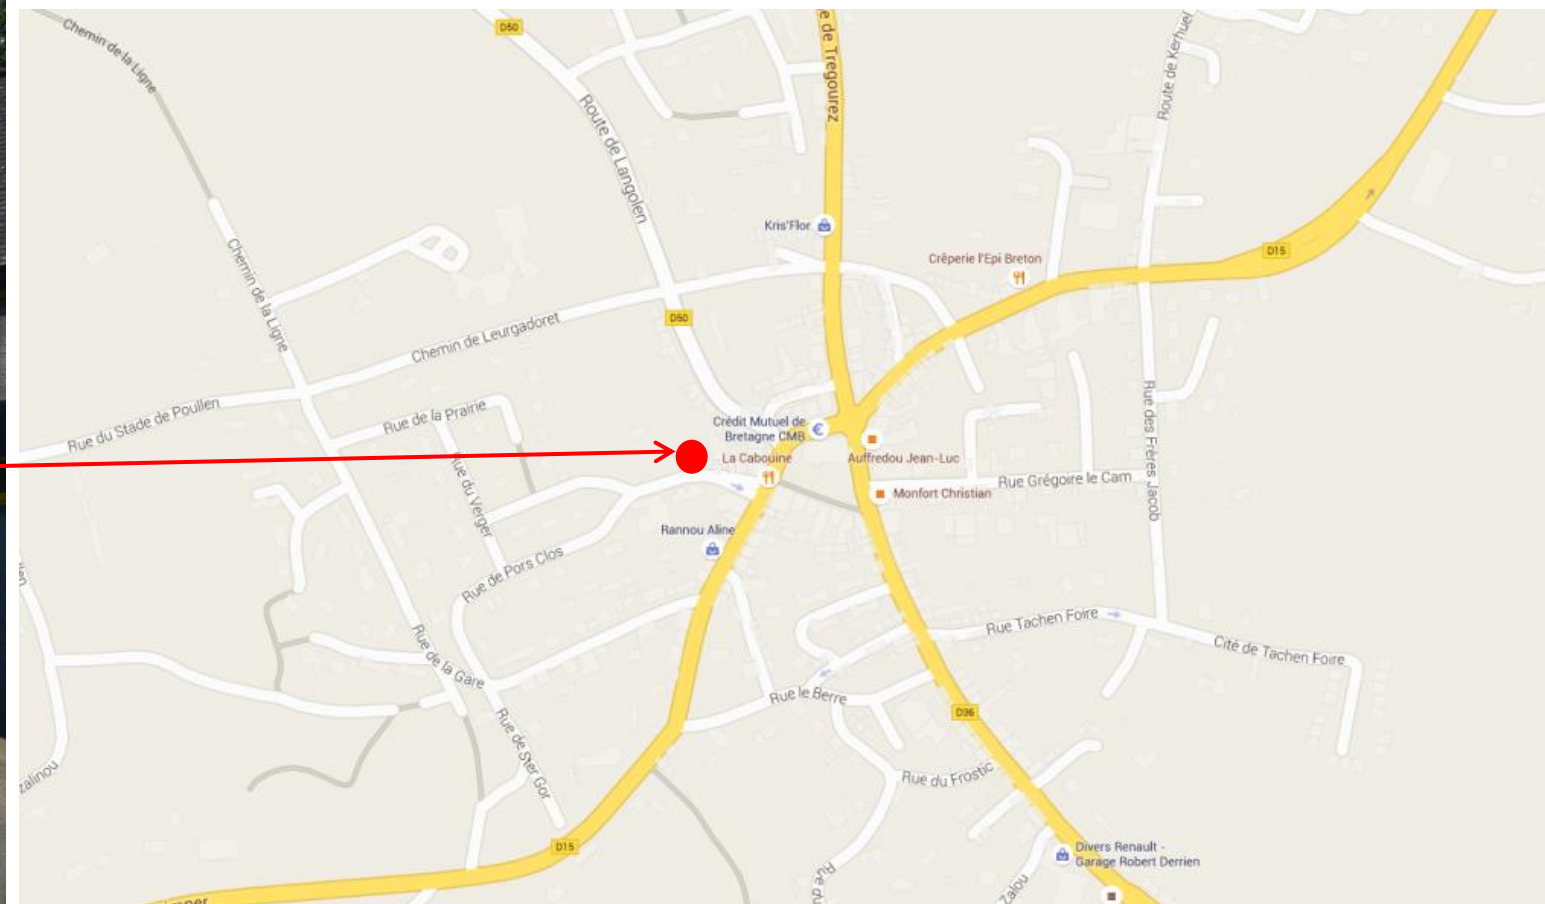 Chemin de la Ligne
D50
e de Tregourez
Route de Kerhuel
Route de Langolen
Kris'Flor
Crêperie l'Epi Breton
D15
Chemin de la Ligne
D50
Chemin de Leurgadoret
Rue du Stade de Poullen
Rue de la Prairie
Crédit Mutuel de
Bretagne CMB
€
La Cabouine
Auffredou Jean-Luc
Rue des Frères Jacob
Rue du Verger
Rue Grégoire le Cam
Monfort Christian
Rannou Aline
Rue de Pors Clos
Rue Tachen Foire
Cité de Tachen Foire
Rue de la Gare
Rue le Berre
D36
Rue de Ster Gor
zalinou
Rue du Frostic
D15
Divers Renault -
Garage Robert Derrien
Rue du
Zalou